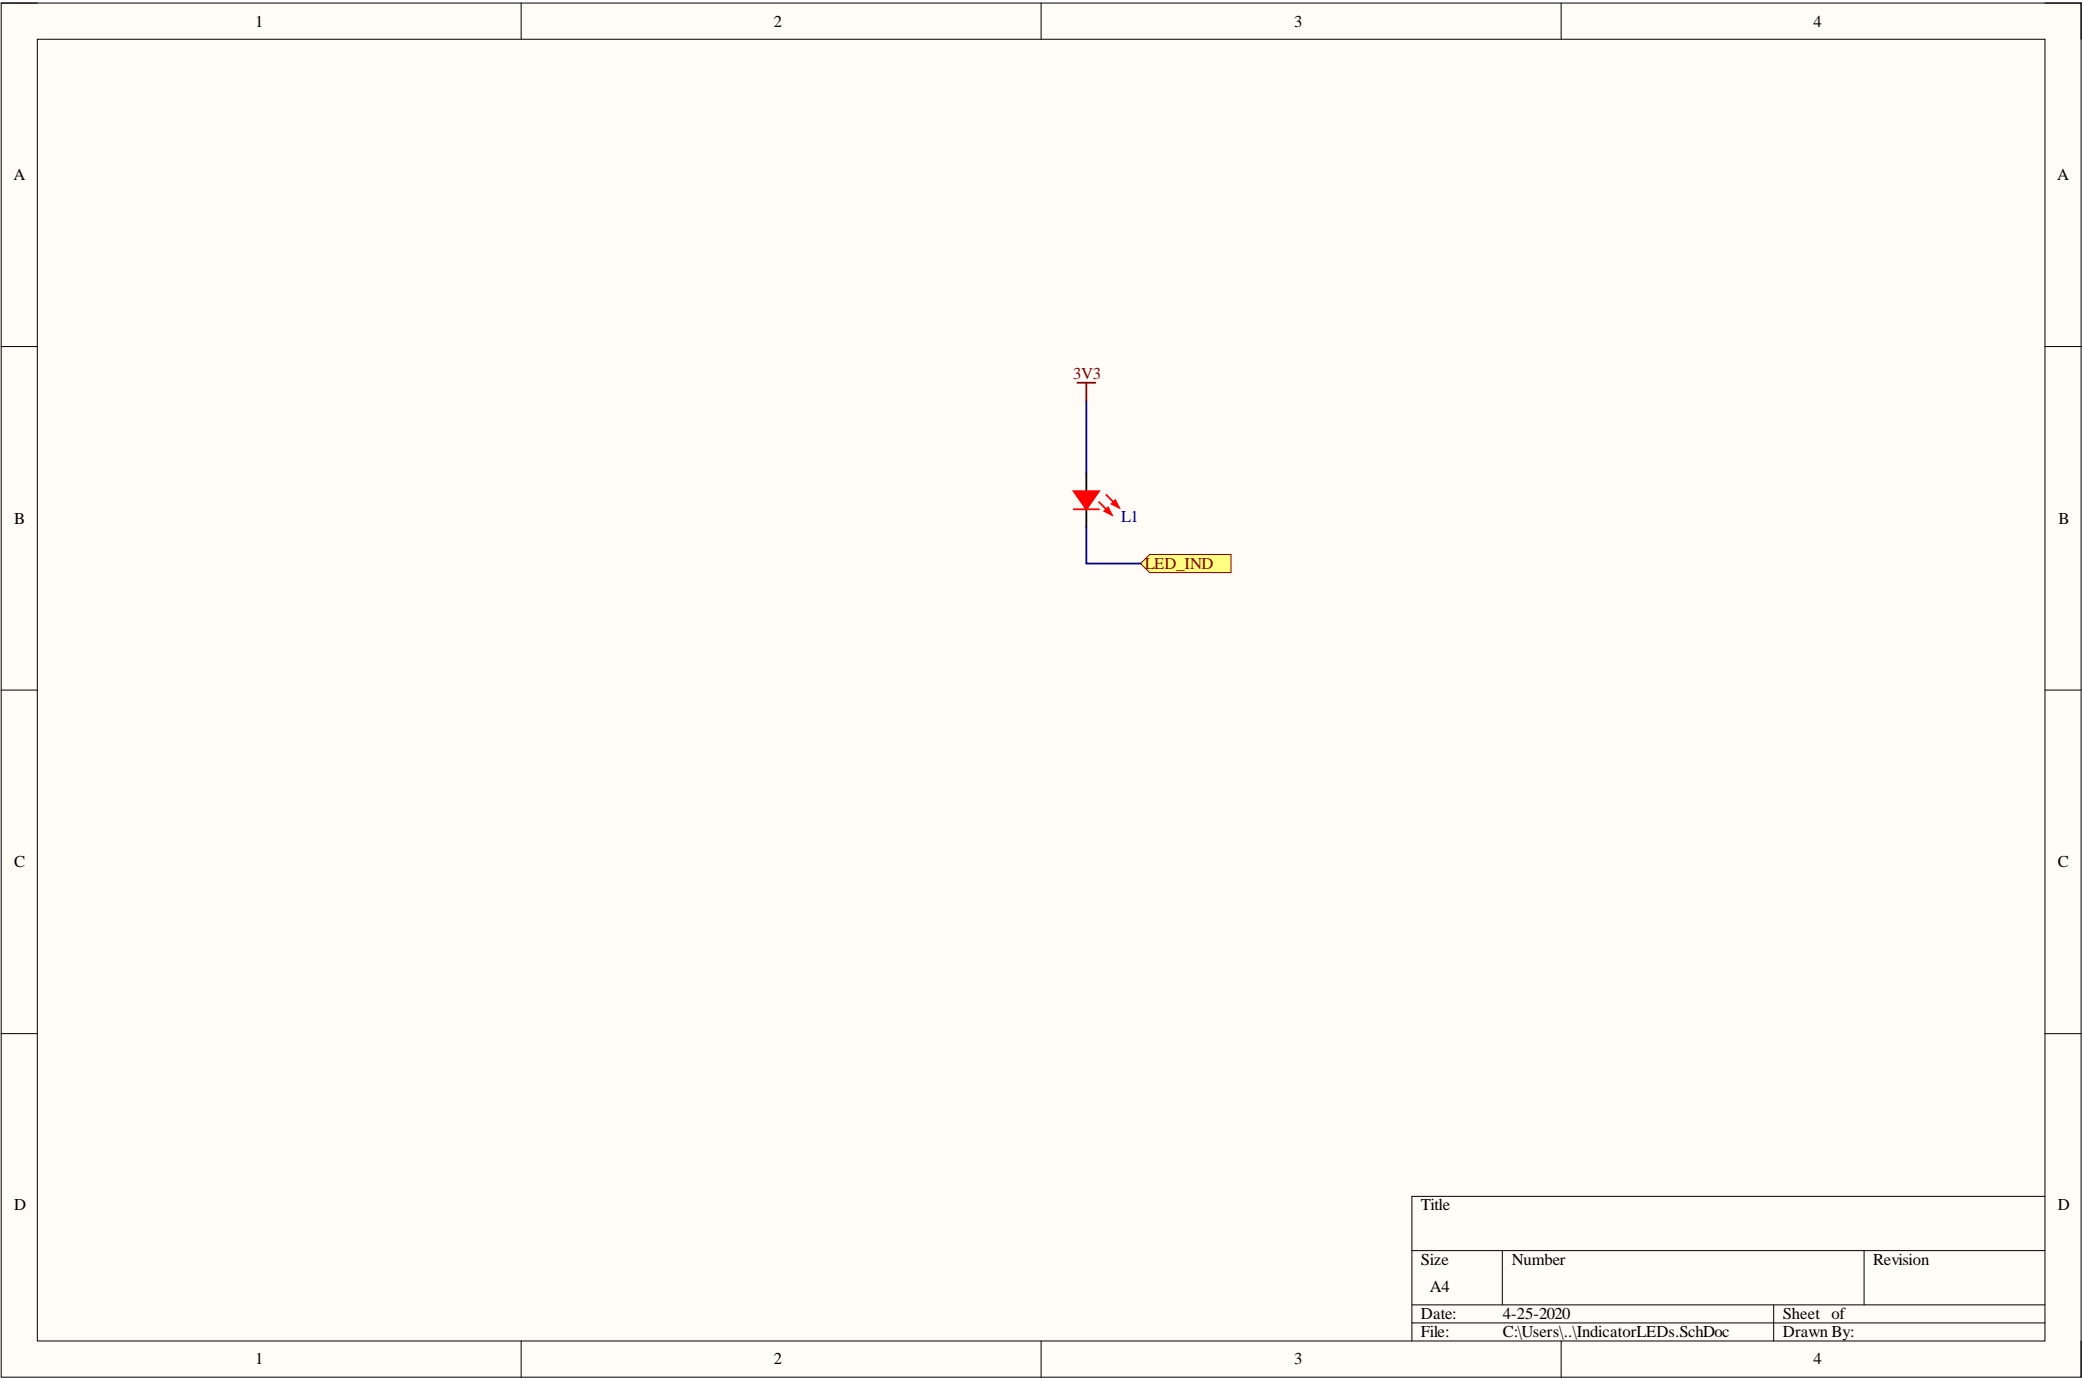 1 2 3 4
A A
3V3
B B
L1
LED_IND
C C
D D
Title
Size Number Revision
A4
Date: 4-25-2020 Sheet of
File: C:\Users\..\IndicatorLEDs.SchDoc Drawn By:
1 2 3 4